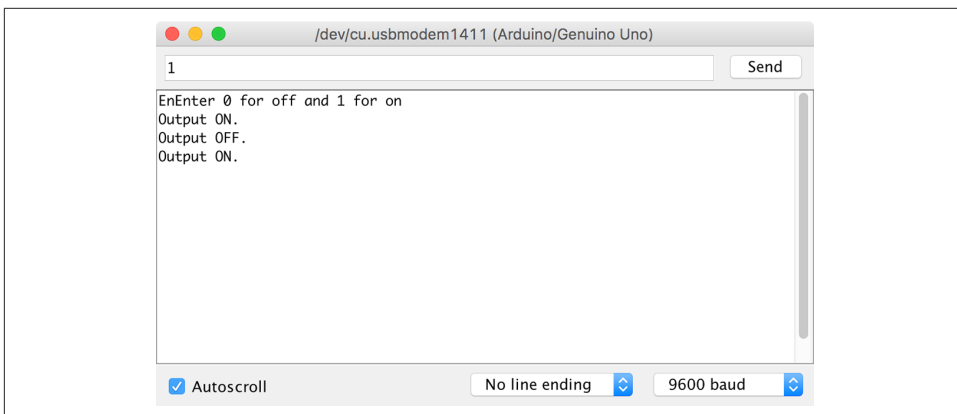 /dev/cu.usbmodem1411 (Arduino/Genuino Uno)
1
Send
EnEnter 0 for off and 1 for on
Output ON.
Output OFF.
Output ON.
Autoscroll
No line ending
9600 baud